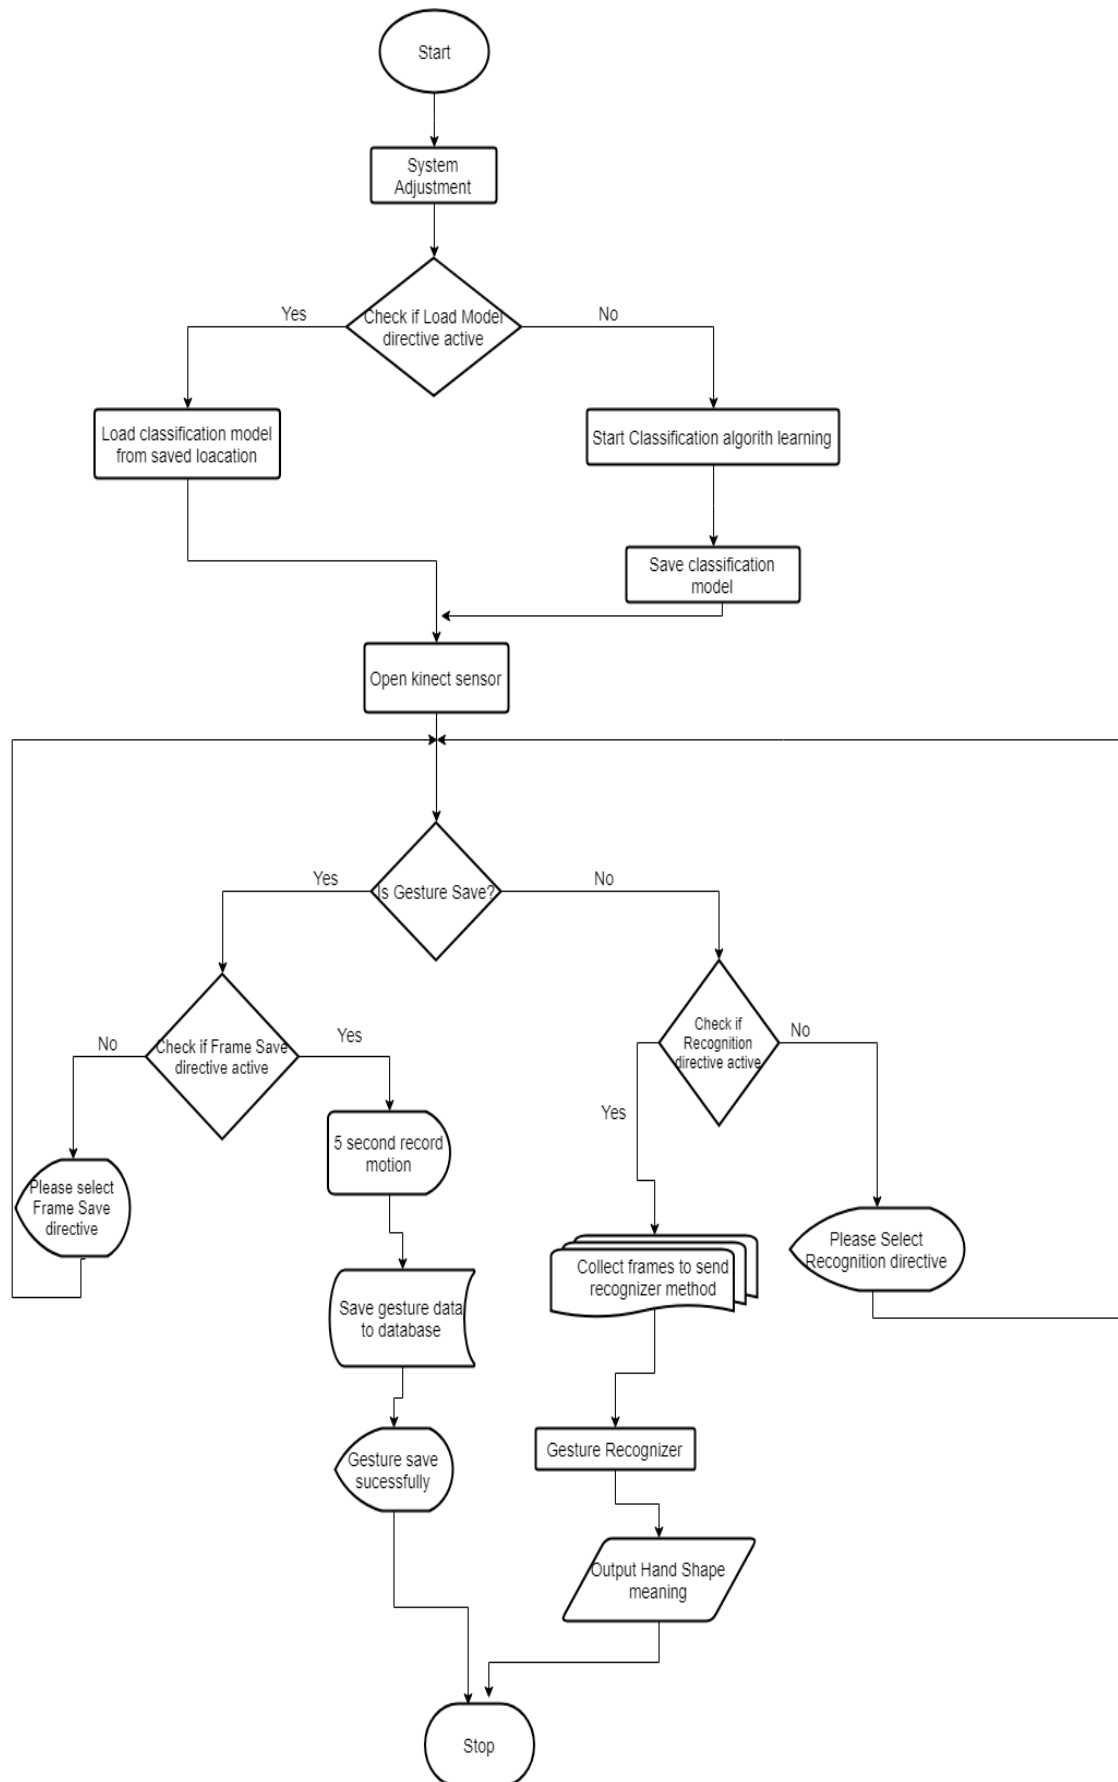 Start
System
Adjustment
Check if Load Model
directive active
Yes
No
Load classification model
from saved loacation
Start Classification algorith learning
Save classification
model
Open kinect sensor
Is Gesture Save?
Yes
No
Check if Frame Save
directive active
No
Yes
Check if
Recognition
directive active
No
Yes
5 second record
motion
Please select
Frame Save
directive
Please Select
Recognition directive
Collect frames to send
recognizer method
Save gesture data
to database
Gesture save
sucessfully
Gesture Recognizer
Output Hand Shape
meaning
Stop